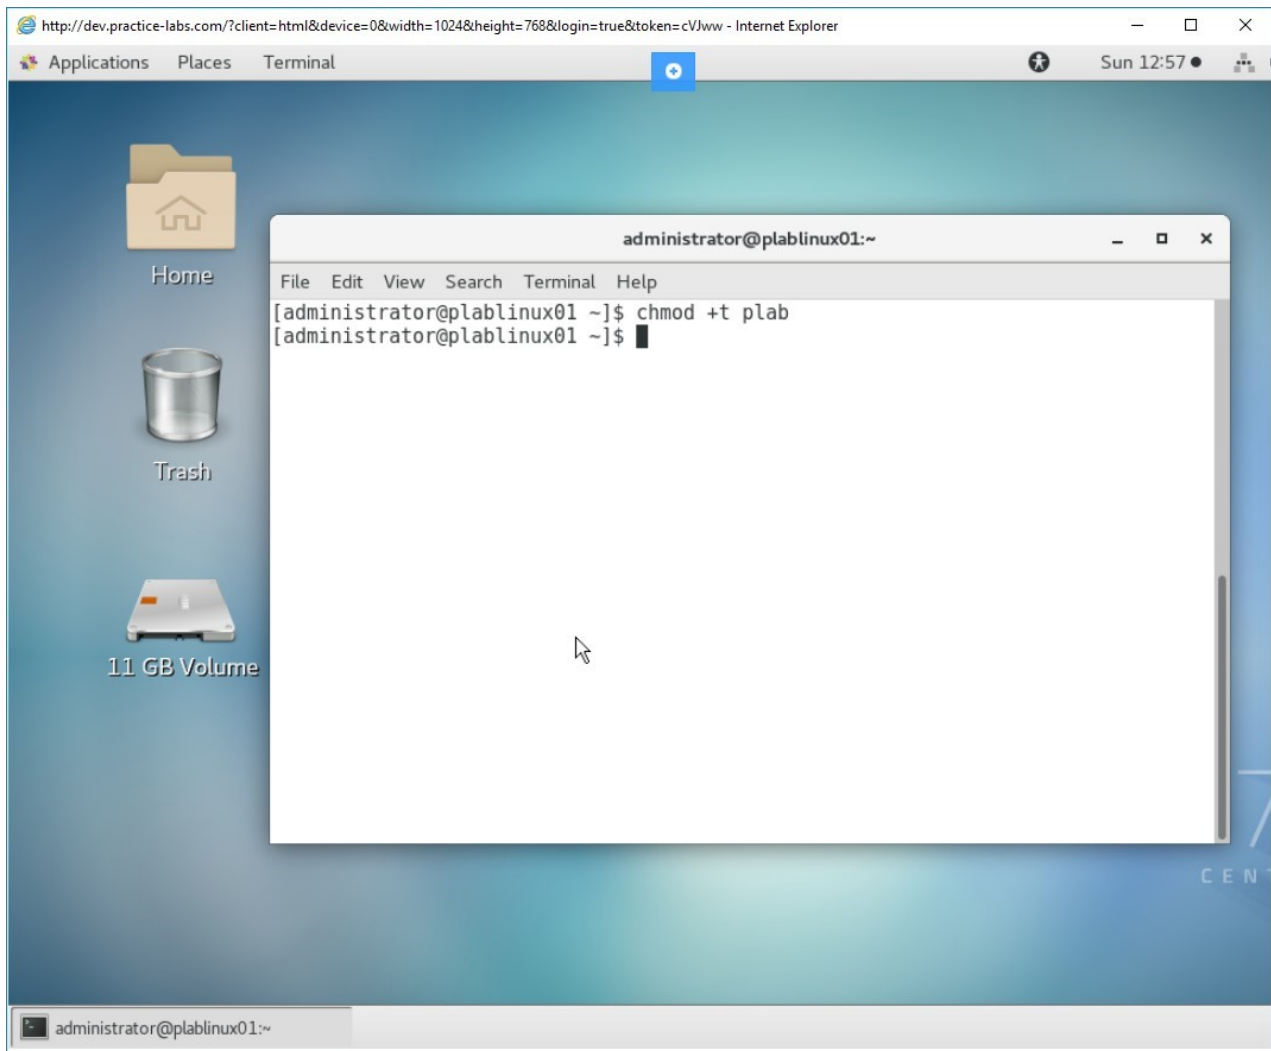 http://dev.practice-labs.com/?client=html&device=0&width=1024&height=768&login=true&token=cVJww - Internet Explorer
Applications Places Terminal Sun 12:57
Home
administrator@plablinux01:~
File Edit View Search Terminal Help
[administrator@plablinux01 ~]$ chmod +t plab
[administrator@plablinux01 ~]$
Trash
11 GB Volume
7
CENT
administrator@plablinux01:~